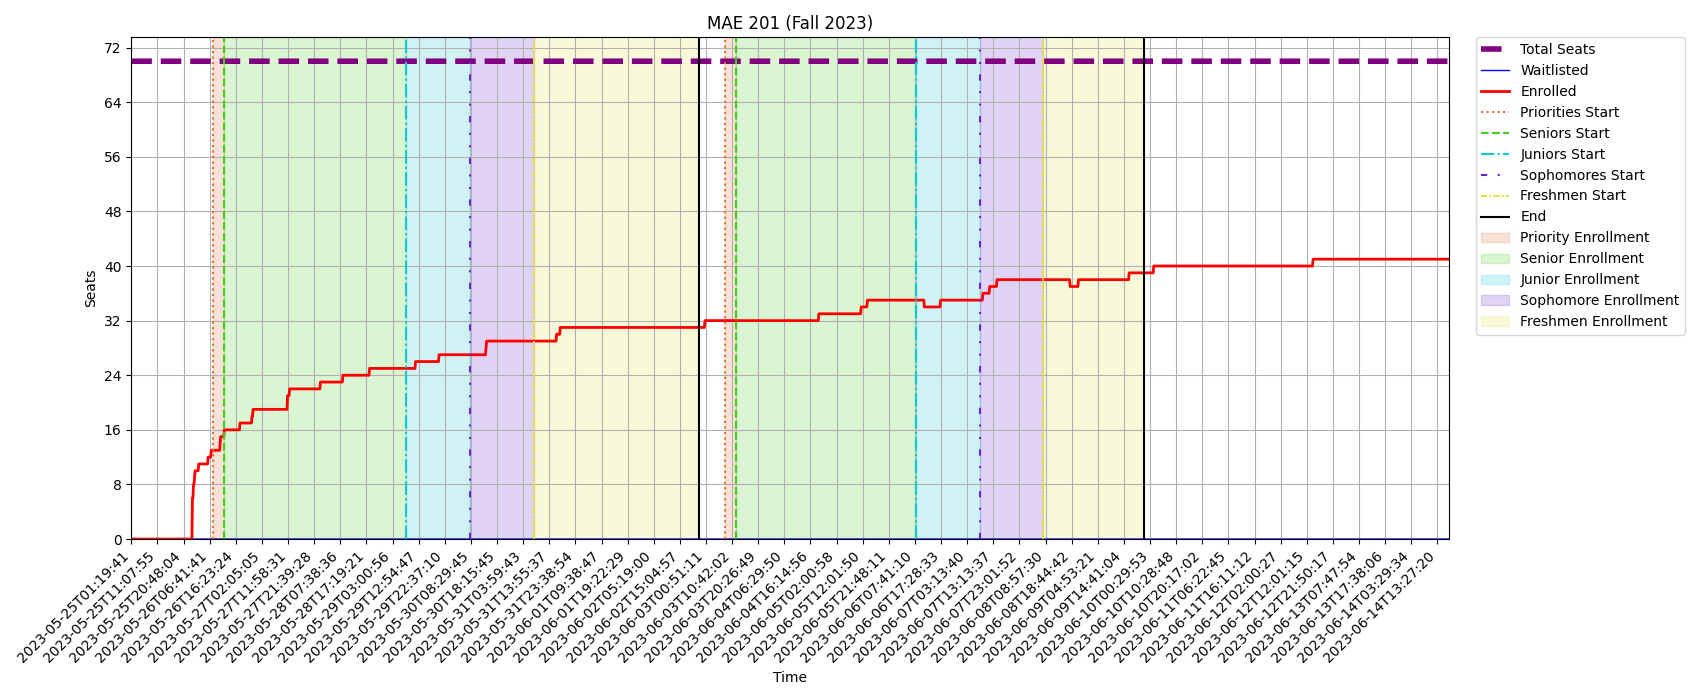 MAE 201 (Fall 2023)
Seats
72
64
56
48
40
32
24
16
8
0
2023-05-25T01:19:41
2023-05-25T11:07:55
2023-05-25T20:48:04
2023-05-26T06:41:41
2023-05-26T16:23:24
2023-05-27T02:05:05
2023-05-27T11:58:31
2023-05-27T21:39:28
2023-05-28T07:38:36
2023-05-28T17:19:21
2023-05-29T03:00:56
2023-05-29T12:54:47
2023-05-29T22:37:10
2023-05-30T08:29:45
2023-05-30T18:15:45
2023-05-31T03:59:43
2023-05-31T13:55:37
2023-05-31T23:38:54
2023-06-01T09:38:47
2023-06-01T19:22:29
2023-06-02T05:19:00
2023-06-02T15:04:57
2023-06-03T00:51:11
2023-06-03T10:42:02
2023-06-03T20:26:49
2023-06-04T06:29:50
2023-06-04T16:14:56
2023-06-05T02:00:58
2023-06-05T12:01:50
2023-06-05T21:48:11
2023-06-06T07:41:10
2023-06-06T17:28:33
2023-06-07T03:13:40
2023-06-07T13:13:37
2023-06-07T23:01:52
2023-06-08T08:57:30
2023-06-08T18:44:42
2023-06-09T04:53:21
2023-06-09T14:41:04
2023-06-10T00:29:53
2023-06-10T10:28:48
2023-06-10T20:17:02
2023-06-11T06:22:45
2023-06-11T16:11:12
2023-06-12T02:00:27
2023-06-12T12:01:15
2023-06-12T21:50:17
2023-06-13T07:47:54
2023-06-13T17:38:06
2023-06-14T03:29:34
2023-06-14T13:27:20
Time
Total Seats
Waitlisted
Enrolled
Priorities Start
Seniors Start
Juniors Start
Sophomores Start
Freshmen Start
End
Priority Enrollment
Senior Enrollment
Junior Enrollment
Sophomore Enrollment
Freshmen Enrollment